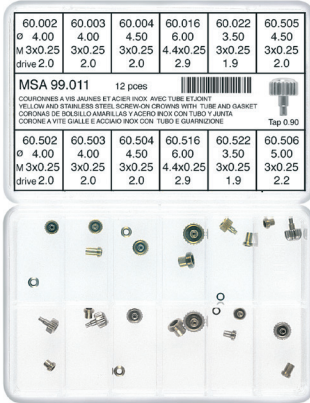 60.002 60.003 60.004 60.016 60.022 60.505
ø 4.00 4.00 4.50 6.00 3.50 4.50
M 3x0.25 3x0.25 3x0.25 4.4x0.25 3x0.25 3x0.25
drive 2.0 2.0 2.0 2.9 1.9 2.0
MSA 99.011 12 pces
COURONNES A VIS JAUNES ET ACIER INOX AVEC TUBE ET JOINT
YELLOW AND STAINLESS STEEL SCREW-ON CROWNS WITH TUBE AND GASKET
CORONAS DE BOLSILLO AMARILLAS Y ACERO INOX CON TUBO Y JUNTA
CORONE A VITE GIALLE E ACCIAIO INOX CON TUBO E GUARNIZIONE
Tap 0.90
60.502 60.503 60.504 60.516 60.522 60.506
ø 4.00 4.00 4.50 6.00 3.50 5.00
M 3x0.25 3x0.25 3x0.25 4.4x0.25 3x0.25 3x0.25
drive 2.0 2.0 2.0 2.9 1.9 2.2